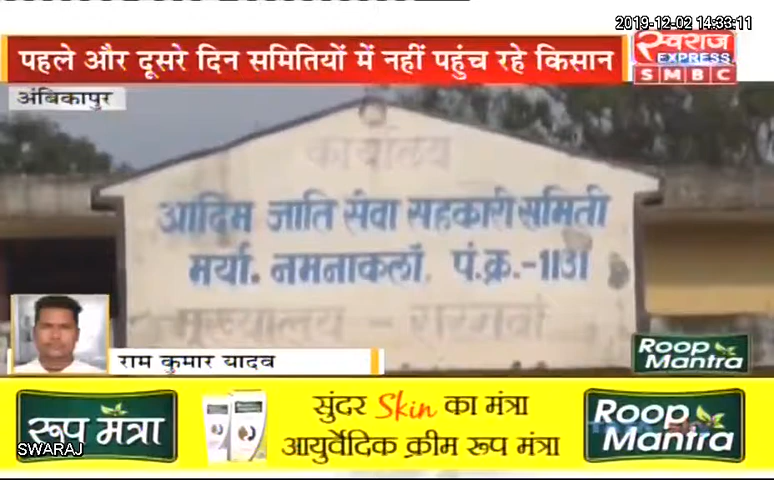 2019-12-02 14:33:11
पहले और दूसरे दिन समितियों में नहीं पहुंच रहे किसान
स्वराज
EXPRESS
SMBC
अंबिकापुर
कार्यालय
आदिम जाति सेवा सहकारी समिती
मर्या. नमनाकलॉ. पं.क्र.-1131
मुख्यालय -
राम कुमार यादव
Roop
Mantra
रूप मंत्रा
SWARAJ
सुंदर Skin का मंत्रा
आयुर्वेदिक क्रीम रूप मंत्रा
Roop
Mantra